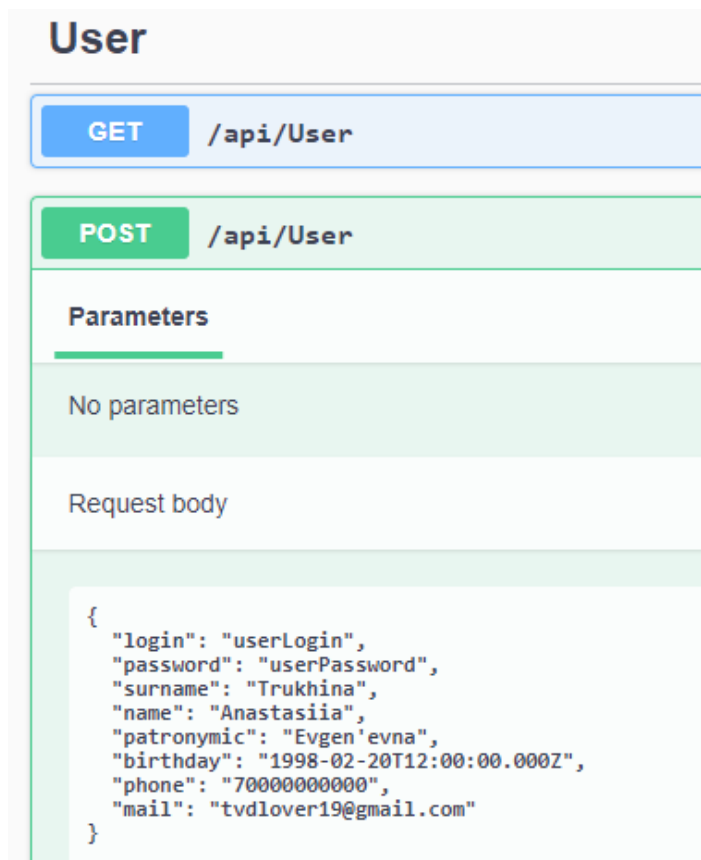 User
GET /api/User
POST /api/User
Parameters
No parameters
Request body
{
"login": "userLogin",
"password": "userPassword",
"surname": "Trukhina",
"name": "Anastasiia",
"patronymic": "Evgen'evna",
"birthday": "1998-02-20T12:00:00.000Z",
"phone": "70000000000",
"mail": "tvdlover19@gmail.com"
}